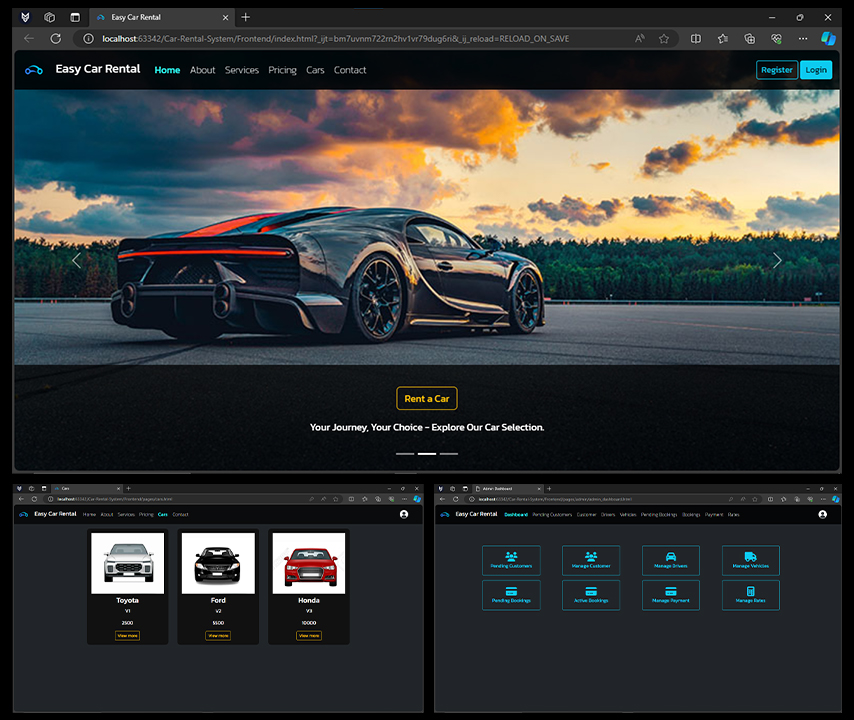 Easy Car Rental
localhost:63342/Car-Rental-System/Frontend/index.html?_ijt=bm7uvnm722rn2hv1vr79dug6ri&_ij_reload=RELOAD_ON_SAVE
Easy Car Rental Home About Services Pricing Cars Contact Register Login
Rent a Car
Your Journey, Your Choice - Explore Our Car Selection.
Cars
localhost:63342/Car-Rental-System/Frontend/pages/cars.html
Easy Car Rental Home About Services Pricing Cars Contact
Toyota Ford Honda
V1 V2 V3
2500 5500 10000
View more View more View more
Admin Dashboard
localhost:63342/Car-Rental-System/Frontend/pages/admin/admin_dashboard.html
Easy Car Rental Dashboard Pending Customers Customer Drivers Vehicles Pending Bookings Bookings Payment Rates
Pending Customers Manage Customer Manage Drivers Manage Vehicles
Pending Bookings Active Bookings Manage Payment Manage Rates